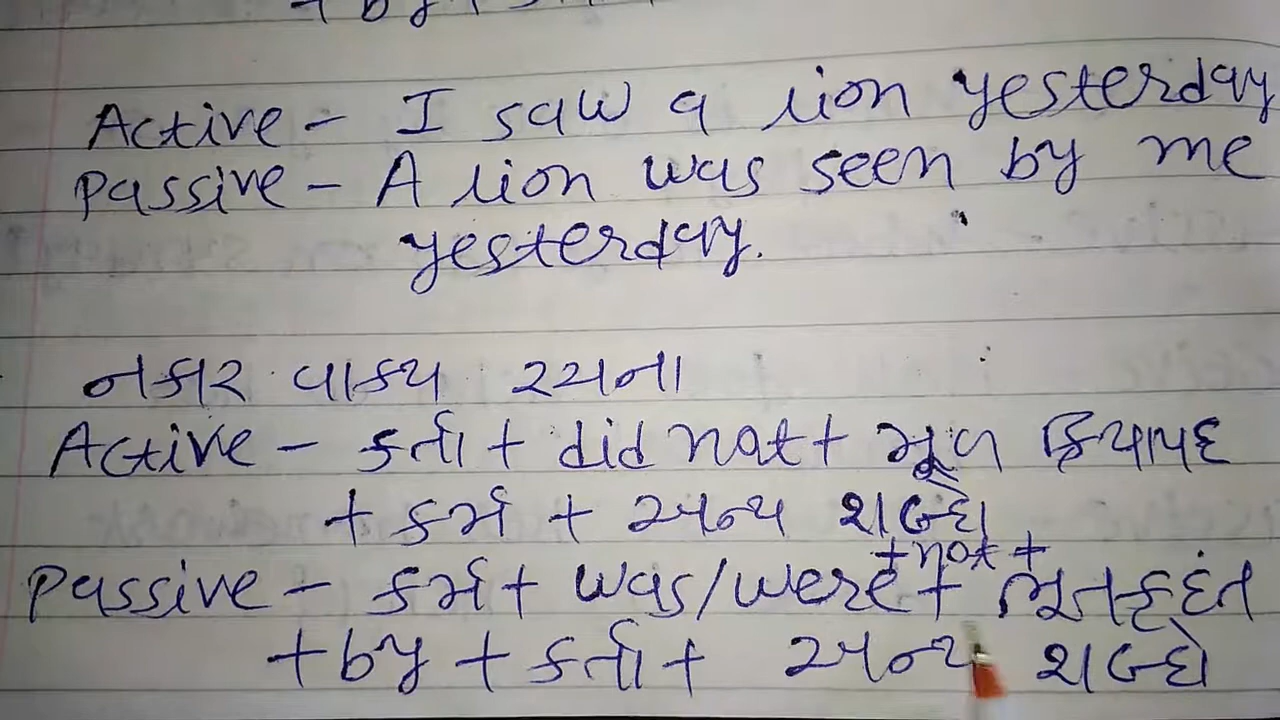 + by +
Active - I saw a lion yesterday
Passive - A lion was seen by me
yesterday.
નકાર વાક્ય રચના
Active - કર્તા + did not + મૂળ ક્રિયાપદ
+ કર્મ + અન્ય શબ્દો
+ not +
Passive - કર્મ + was/were + ભૂતકૃદંત
+ by + કર્તા + અન્ય શબ્દો